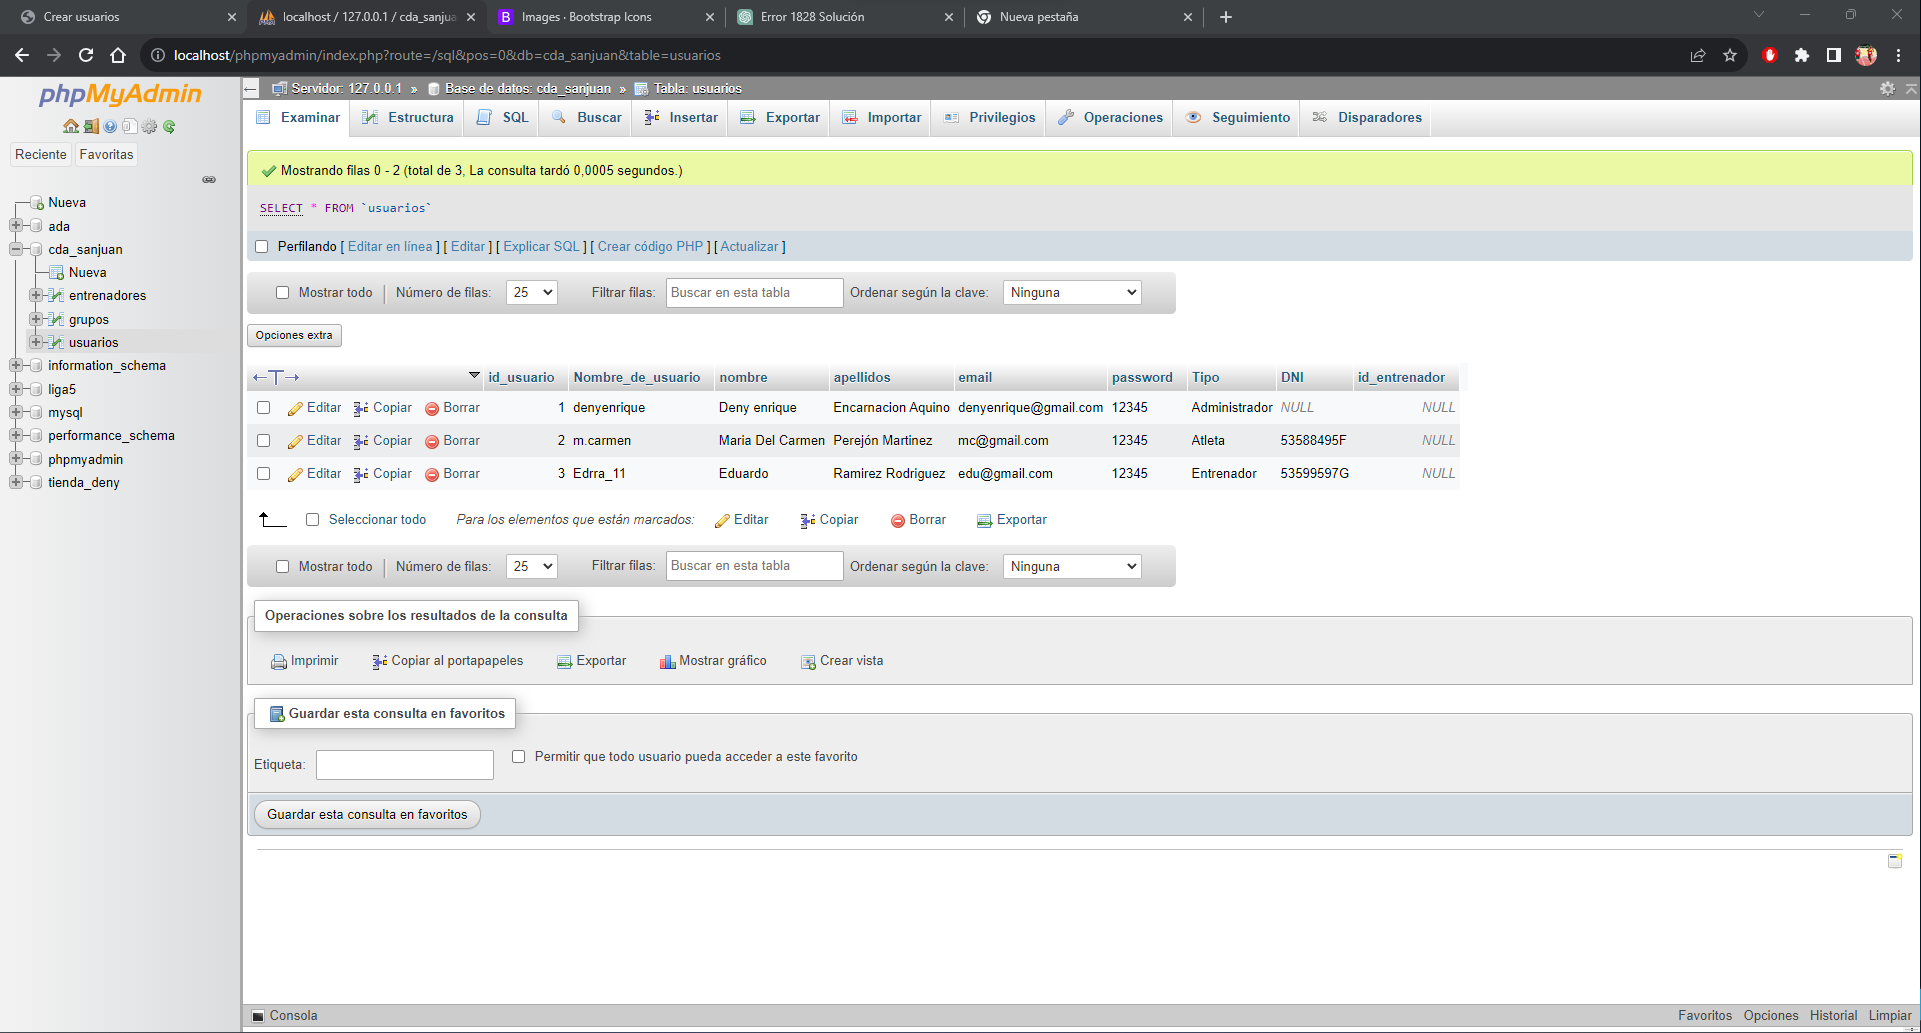 Crear usuarios
localhost / 127.0.0.1 / cda_sanjua
Images · Bootstrap Icons
Error 1828 Solución
Nueva pestaña
localhost/phpmyadmin/index.php?route=/sql&pos=0&db=cda_sanjuan&table=usuarios
phpMyAdmin
Reciente Favoritas
Nueva
ada
cda_sanjuan
Nueva
entrenadores
grupos
usuarios
information_schema
liga5
mysql
performance_schema
phpmyadmin
tienda_deny
Servidor: 127.0.0.1 » Base de datos: cda_sanjuan » Tabla: usuarios
Examinar Estructura SQL Buscar Insertar Exportar Importar Privilegios Operaciones Seguimiento Disparadores
Mostrando filas 0 - 2 (total de 3, La consulta tardó 0,0005 segundos.)
SELECT * FROM `usuarios`
Perfilando [ Editar en línea ] [ Editar ] [ Explicar SQL ] [ Crear código PHP ] [ Actualizar ]
Mostrar todo Número de filas: 25 Filtrar filas: Buscar en esta tabla Ordenar según la clave: Ninguna
Opciones extra
id_usuario Nombre_de_usuario nombre apellidos email password Tipo DNI id_entrenador
Editar Copiar Borrar 1 denyenrique Deny enrique Encarnacion Aquino denyenrique@gmail.com 12345 Administrador NULL NULL
Editar Copiar Borrar 2 m.carmen Maria Del Carmen Perejón Martinez mc@gmail.com 12345 Atleta 53588495F NULL
Editar Copiar Borrar 3 Edrra_11 Eduardo Ramirez Rodriguez edu@gmail.com 12345 Entrenador 53599597G NULL
Seleccionar todo Para los elementos que están marcados: Editar Copiar Borrar Exportar
Mostrar todo Número de filas: 25 Filtrar filas: Buscar en esta tabla Ordenar según la clave: Ninguna
Operaciones sobre los resultados de la consulta
Imprimir Copiar al portapapeles Exportar Mostrar gráfico Crear vista
Guardar esta consulta en favoritos
Etiqueta: Permitir que todo usuario pueda acceder a este favorito
Guardar esta consulta en favoritos
Consola Favoritos Opciones Historial Limpiar